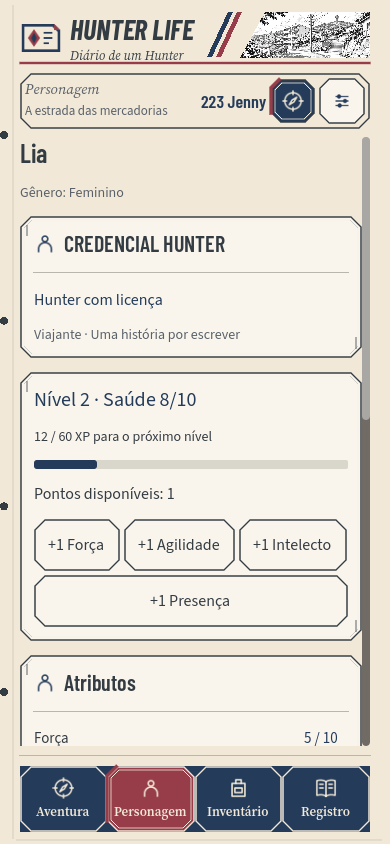 HUNTER LIFE
Diário de um Hunter
Personagem
A estrada das mercadorias
223 Jenny
Lia
Gênero: Feminino
CREDENCIAL HUNTER
Hunter com licença
Viajante · Uma história por escrever
Nível 2 · Saúde 8/10
12 / 60 XP para o próximo nível
Pontos disponíveis: 1
+1 Força
+1 Agilidade
+1 Intelecto
+1 Presença
Atributos
Força 5 / 10
Aventura
Personagem
Inventário
Registro